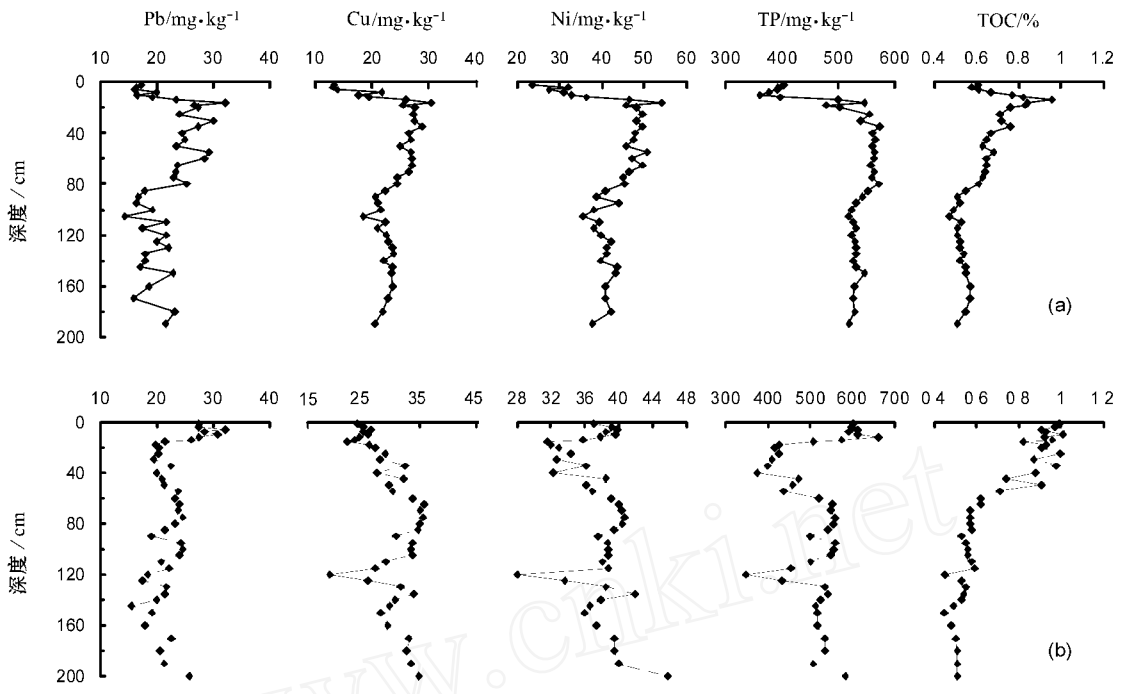 Pb/mg·kg⁻¹ Cu/mg·kg⁻¹ Ni/mg·kg⁻¹ TP/mg·kg⁻¹ TOC/%
10 20 30 40 10 20 30 40 20 30 40 50 60 300 400 500 600 0.4 0.6 0.8 1 1.2
0
40
80
120
160
200
深度/cm
(a)
10 20 30 40 15 25 35 45 28 32 36 40 44 48 300 400 500 600 700 0.4 0.6 0.8 1 1.2
0
40
80
120
160
200
深度/cm
(b)
www.cnki.net